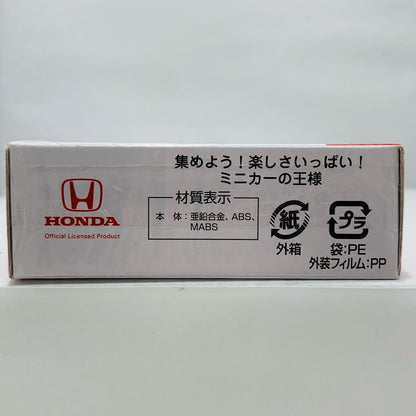 集めよう！楽しさいっぱい！
ミニカーの王様
HONDA
Official Licensed Product
材質表示
本　体：亜鉛合金、ABS、
MABS
紙
外箱
プラ
袋:PE
外装フィルム:PP